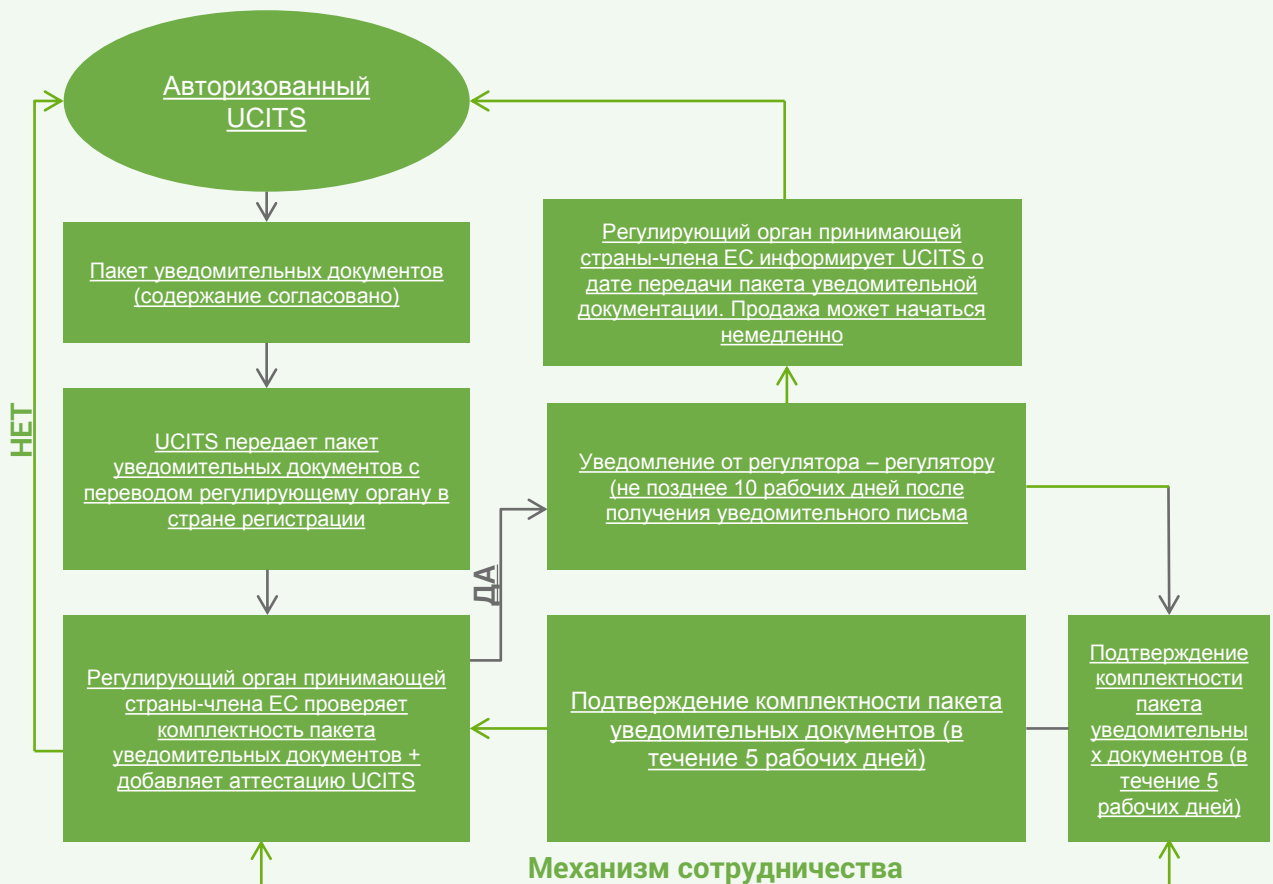 Авторизованный
UCITS
Пакет уведомительных документов
(содержание согласовано)
UCITS передает пакет
уведомительных документов с
переводом регулирующему органу в
стране регистрации
Регулирующий орган принимающей
страны-члена ЕС проверяет
комплектность пакета
уведомительных документов +
добавляет аттестацию UCITS
НЕТ
ДА
Регулирующий орган принимающей
страны-члена ЕС информирует UCITS о
дате передачи пакета уведомительной
документации. Продажа может начаться
немедленно
Уведомление от регулятора – регулятору
(не позднее 10 рабочих дней после
получения уведомительного письма
Подтверждение комплектности пакета
уведомительных документов (в
течение 5 рабочих дней)
Подтверждение
комплектности
пакета
уведомительны
х документов (в
течение 5
рабочих дней)
Механизм сотрудничества